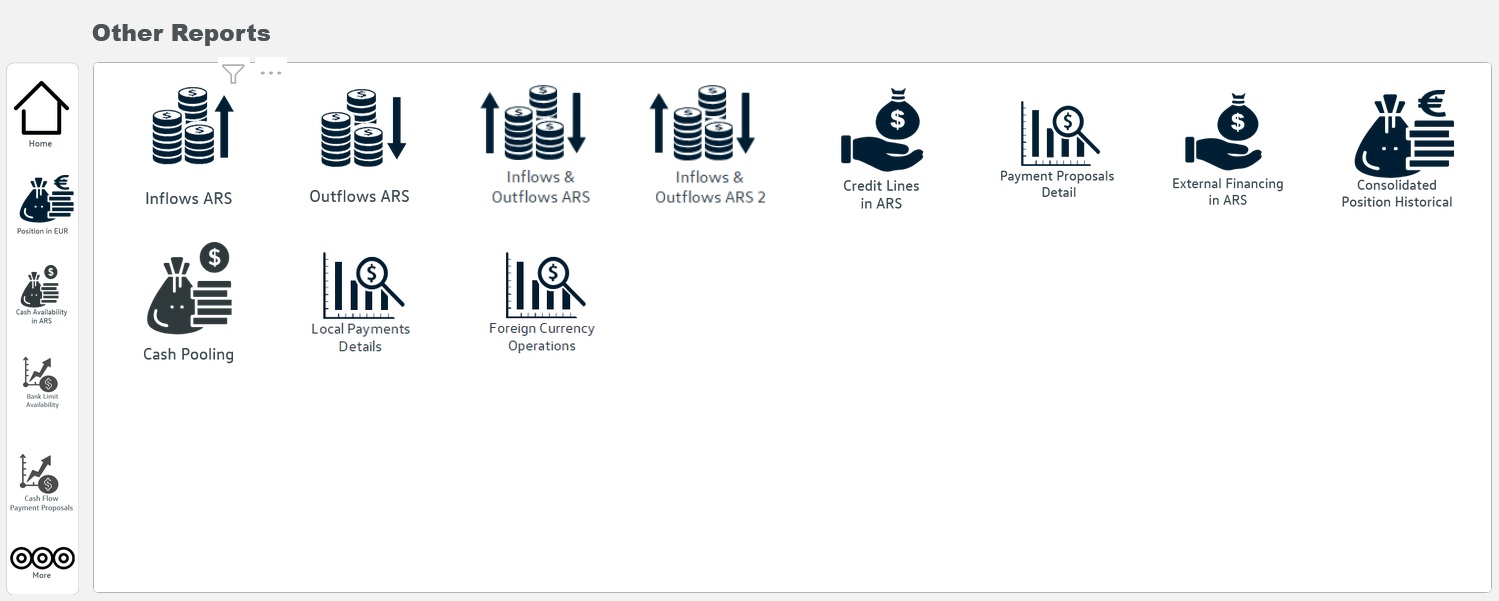 Other Reports
Home
Position in EUR
Cash Availability
in ARS
Bank Limit
Availability
Cash Flow
Payment Proposals
More
Inflows ARS
Outflows ARS
Inflows &
Outflows ARS
Inflows &
Outflows ARS 2
Credit Lines
in ARS
Payment Proposals
Detail
External Financing
in ARS
Consolidated
Position Historical
Cash Pooling
Local Payments
Details
Foreign Currency
Operations